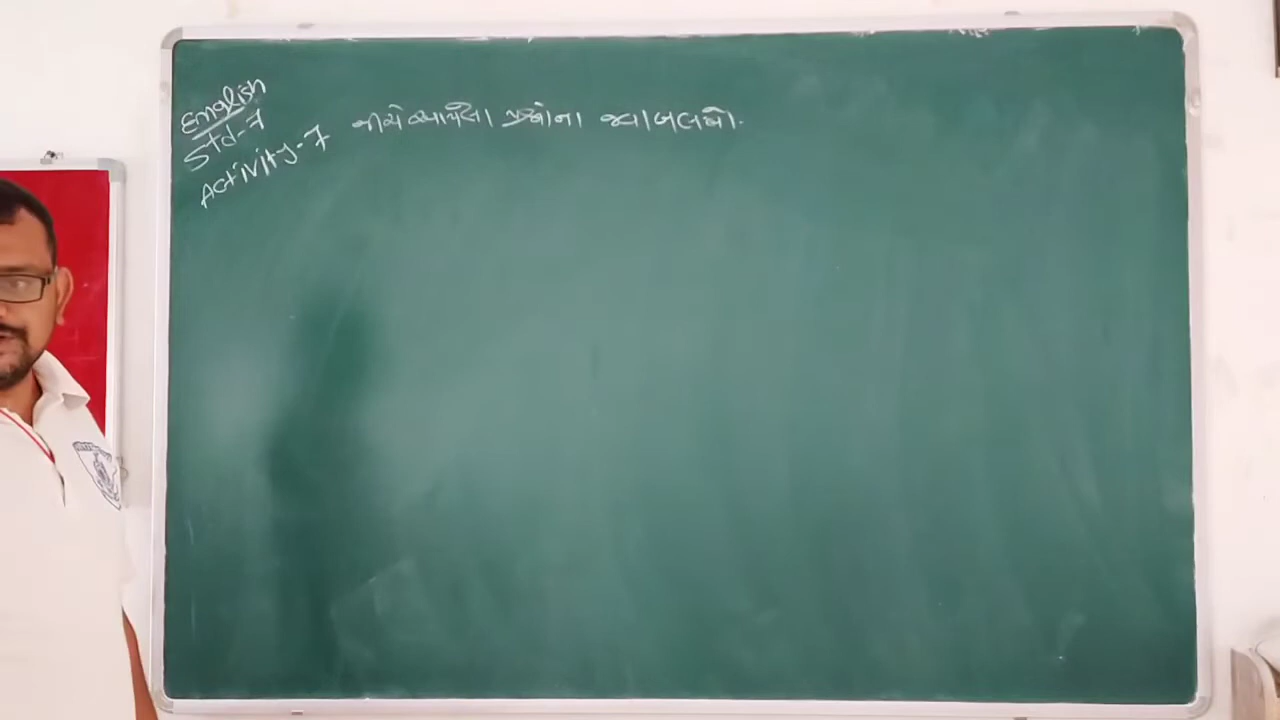 English
Std-7
Activity-7
નીચે આપેલા પ્રશ્નોના જવાબ લખો.